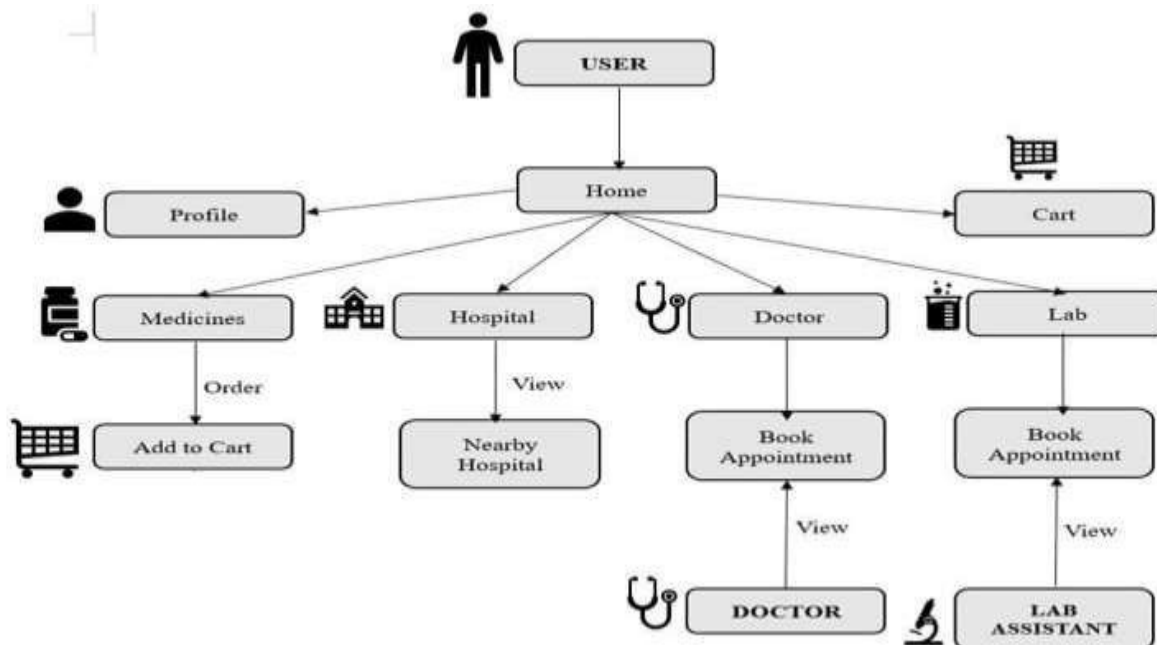 USER
Home
Profile
Cart
Medicines
Hospital
Doctor
Lab
Order
View
Add to Cart
Nearby
Hospital
Book
Appointment
Book
Appointment
View
View
DOCTOR
LAB
ASSISTANT